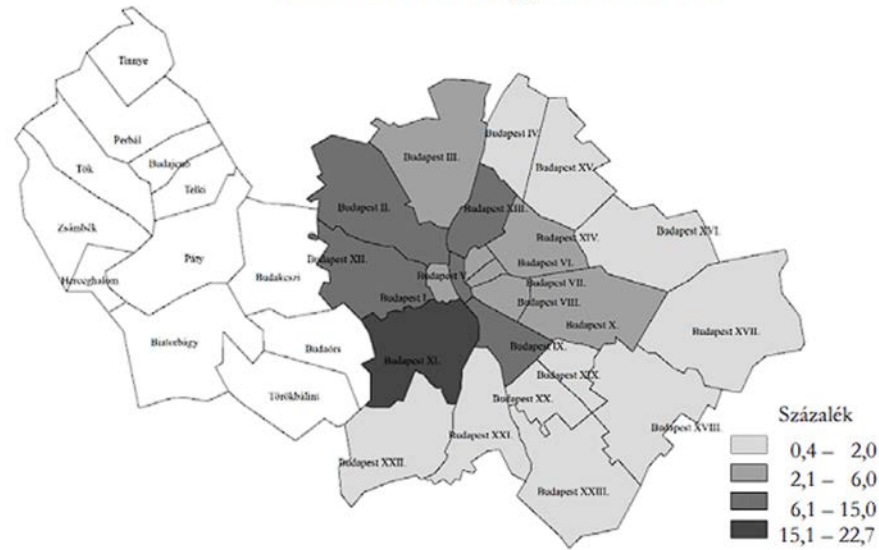 Tinnye
Perbál
Budajenő
Tök
Telki
Zsámbék
Páty
Herceghalom
Budakeszi
Biatorbágy
Budaörs
Törökbálint
Budapest III.
Budapest IV.
Budapest XV.
Budapest II.
Budapest XIII.
Budapest XIV.
Budapest XVI.
Budapest XII.
Budapest V.
Budapest VI.
Budapest VII.
Budapest I.
Budapest VIII.
Budapest X.
Budapest XVII.
Budapest XI.
Budapest IX.
Budapest XIX.
Budapest XX.
Budapest XXI.
Budapest XVIII.
Budapest XXII.
Budapest XXIII.
Százalék
0,4 – 2,0
2,1 – 6,0
6,1 – 15,0
15,1 – 22,7